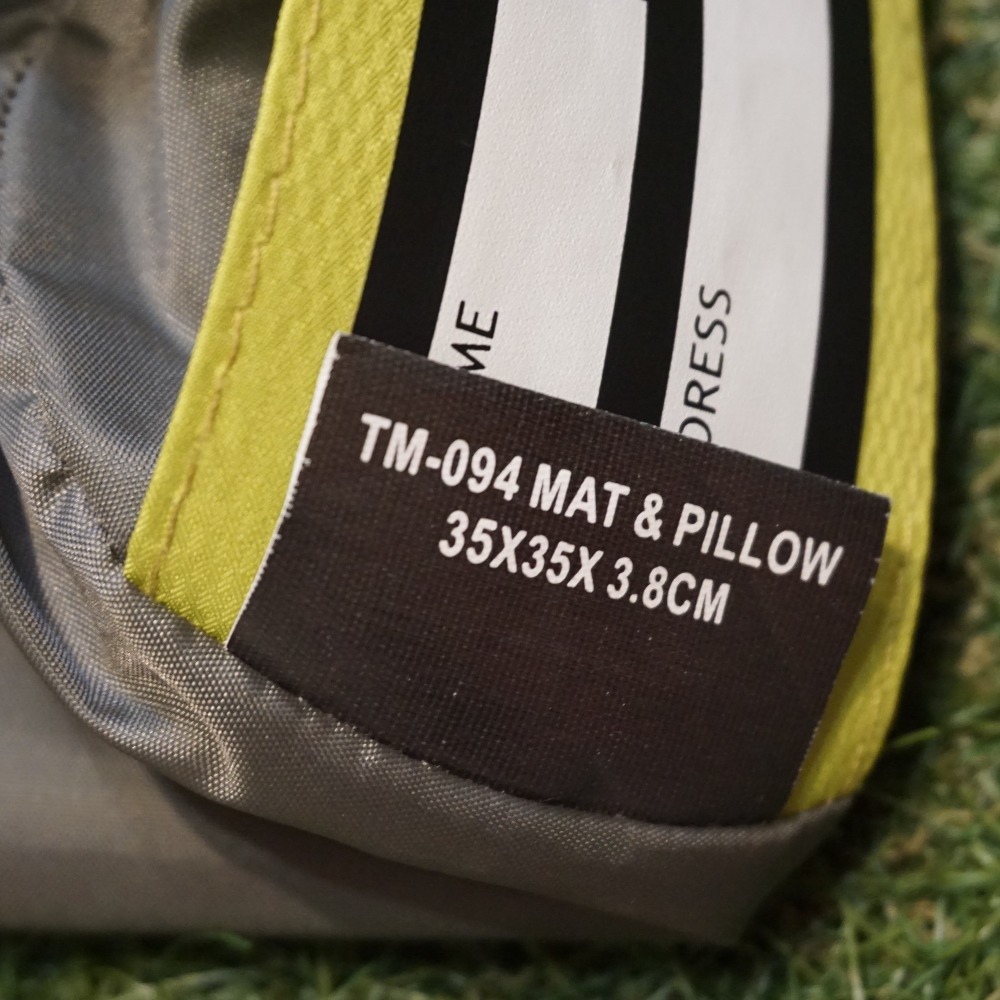 ME
DRESS
TM-094 MAT & PILLOW
35X35X 3.8CM